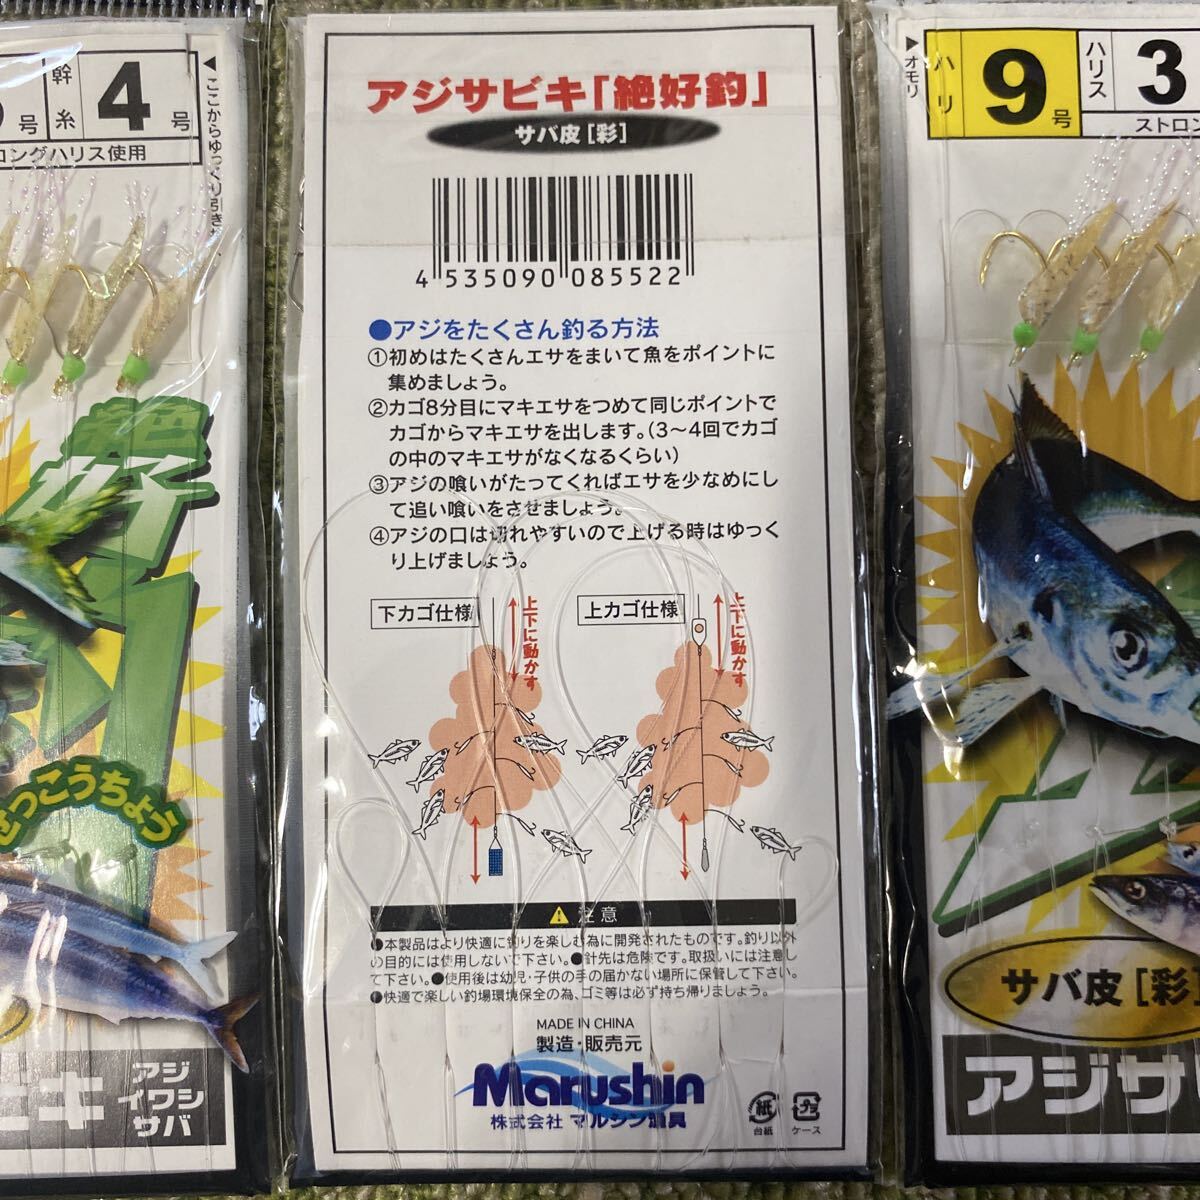 幹糸 4号
ングハリス使用
アジ
イワシ
サバ
ビキ
アジサビキ「絶好釣」
サバ皮［彩］
4 535090 085522
●アジをたくさん釣る方法
①初めはたくさんエサをまいて魚をポイントに
集めましょう。
②カゴ8分目にマキエサをつめて同じポイントで
カゴからマキエサを出します。(3〜4回でカゴ
の中のマキエサがなくなるくらい)
③アジの喰いがたってくればエサを少なめにし
て追い喰いをさせましょう。
④アジの口は切れやすいので上げる時はゆっく
り上げましょう。
下カゴ仕様
上下に動かす
上カゴ仕様
上下に動かす
注意
●本製品はより快適に釣りを楽しむ為に開発されたものです。釣り以外
の目的には使用しないで下さい。●針先は危険です。取扱いには注意し
て下さい。●使用後は幼児・子供の手の届かない場所に保管して下さい。
●快適で楽しい釣場環境保全の為、ゴミ等は必ず持ち帰りましょう。
MADE IN CHINA
製造・販売元
Marushin
株式会社 マルシン漁具
紙
台紙
プラ
ケース
▶オモリ
ハリ 9号
ハリス 3
ストロン
サバ皮［彩
アジサ